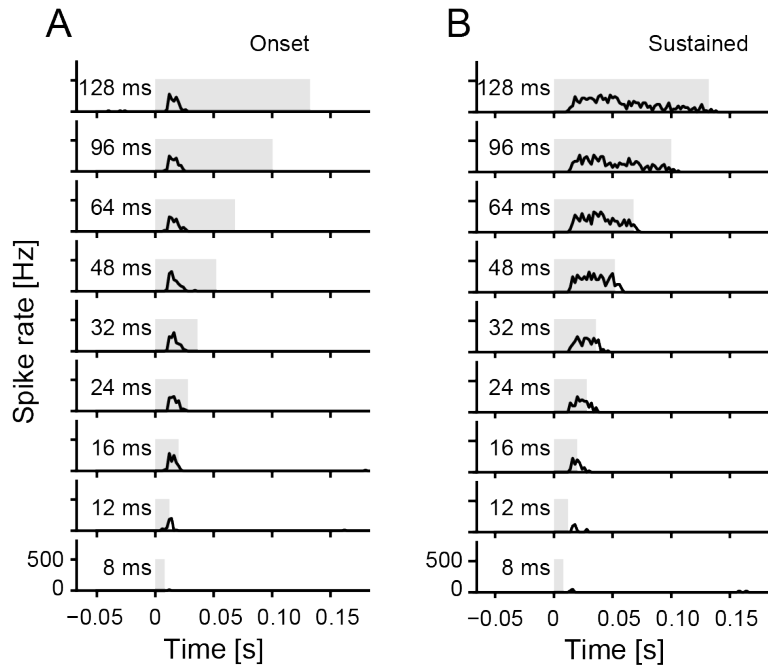 A
Onset
128 ms
96 ms
64 ms
48 ms
32 ms
24 ms
16 ms
12 ms
8 ms
500
0
Spike rate [Hz]
−0.05 0 0.05 0.10 0.15
Time [s]
B
Sustained
128 ms
96 ms
64 ms
48 ms
32 ms
24 ms
16 ms
12 ms
8 ms
500
0
−0.05 0 0.05 0.10 0.15
Time [s]